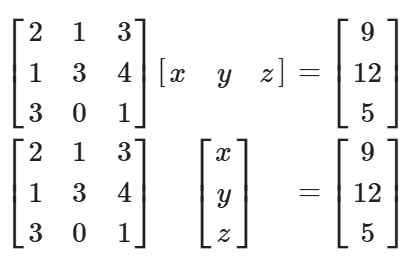 2 1 3 9
1 3 4 [x y z] = 12
3 0 1 5
2 1 3 x 9
1 3 4 y = 12
3 0 1 z 5